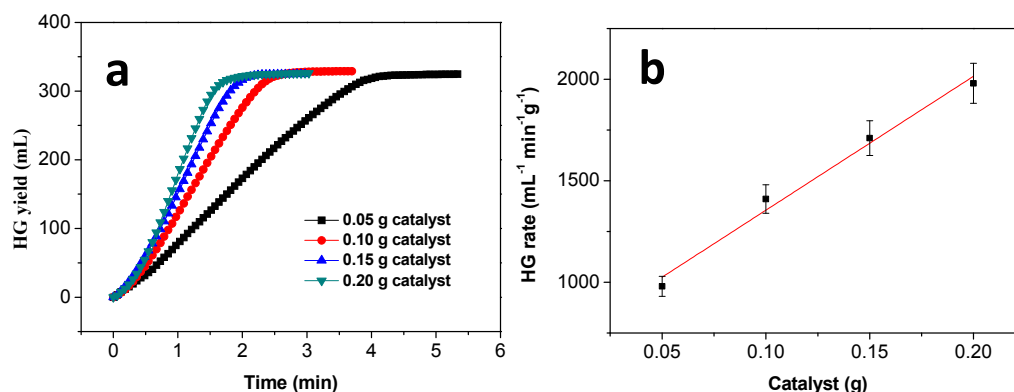 a
400
300
200
100
0
HG yield (mL)
0.05 g catalyst
0.10 g catalyst
0.15 g catalyst
0.20 g catalyst
0 1 2 3 4 5 6
Time (min)
b
2000
1500
1000
HG rate (mL⁻¹ min⁻¹g⁻¹)
0.05 0.10 0.15 0.20
Catalyst (g)